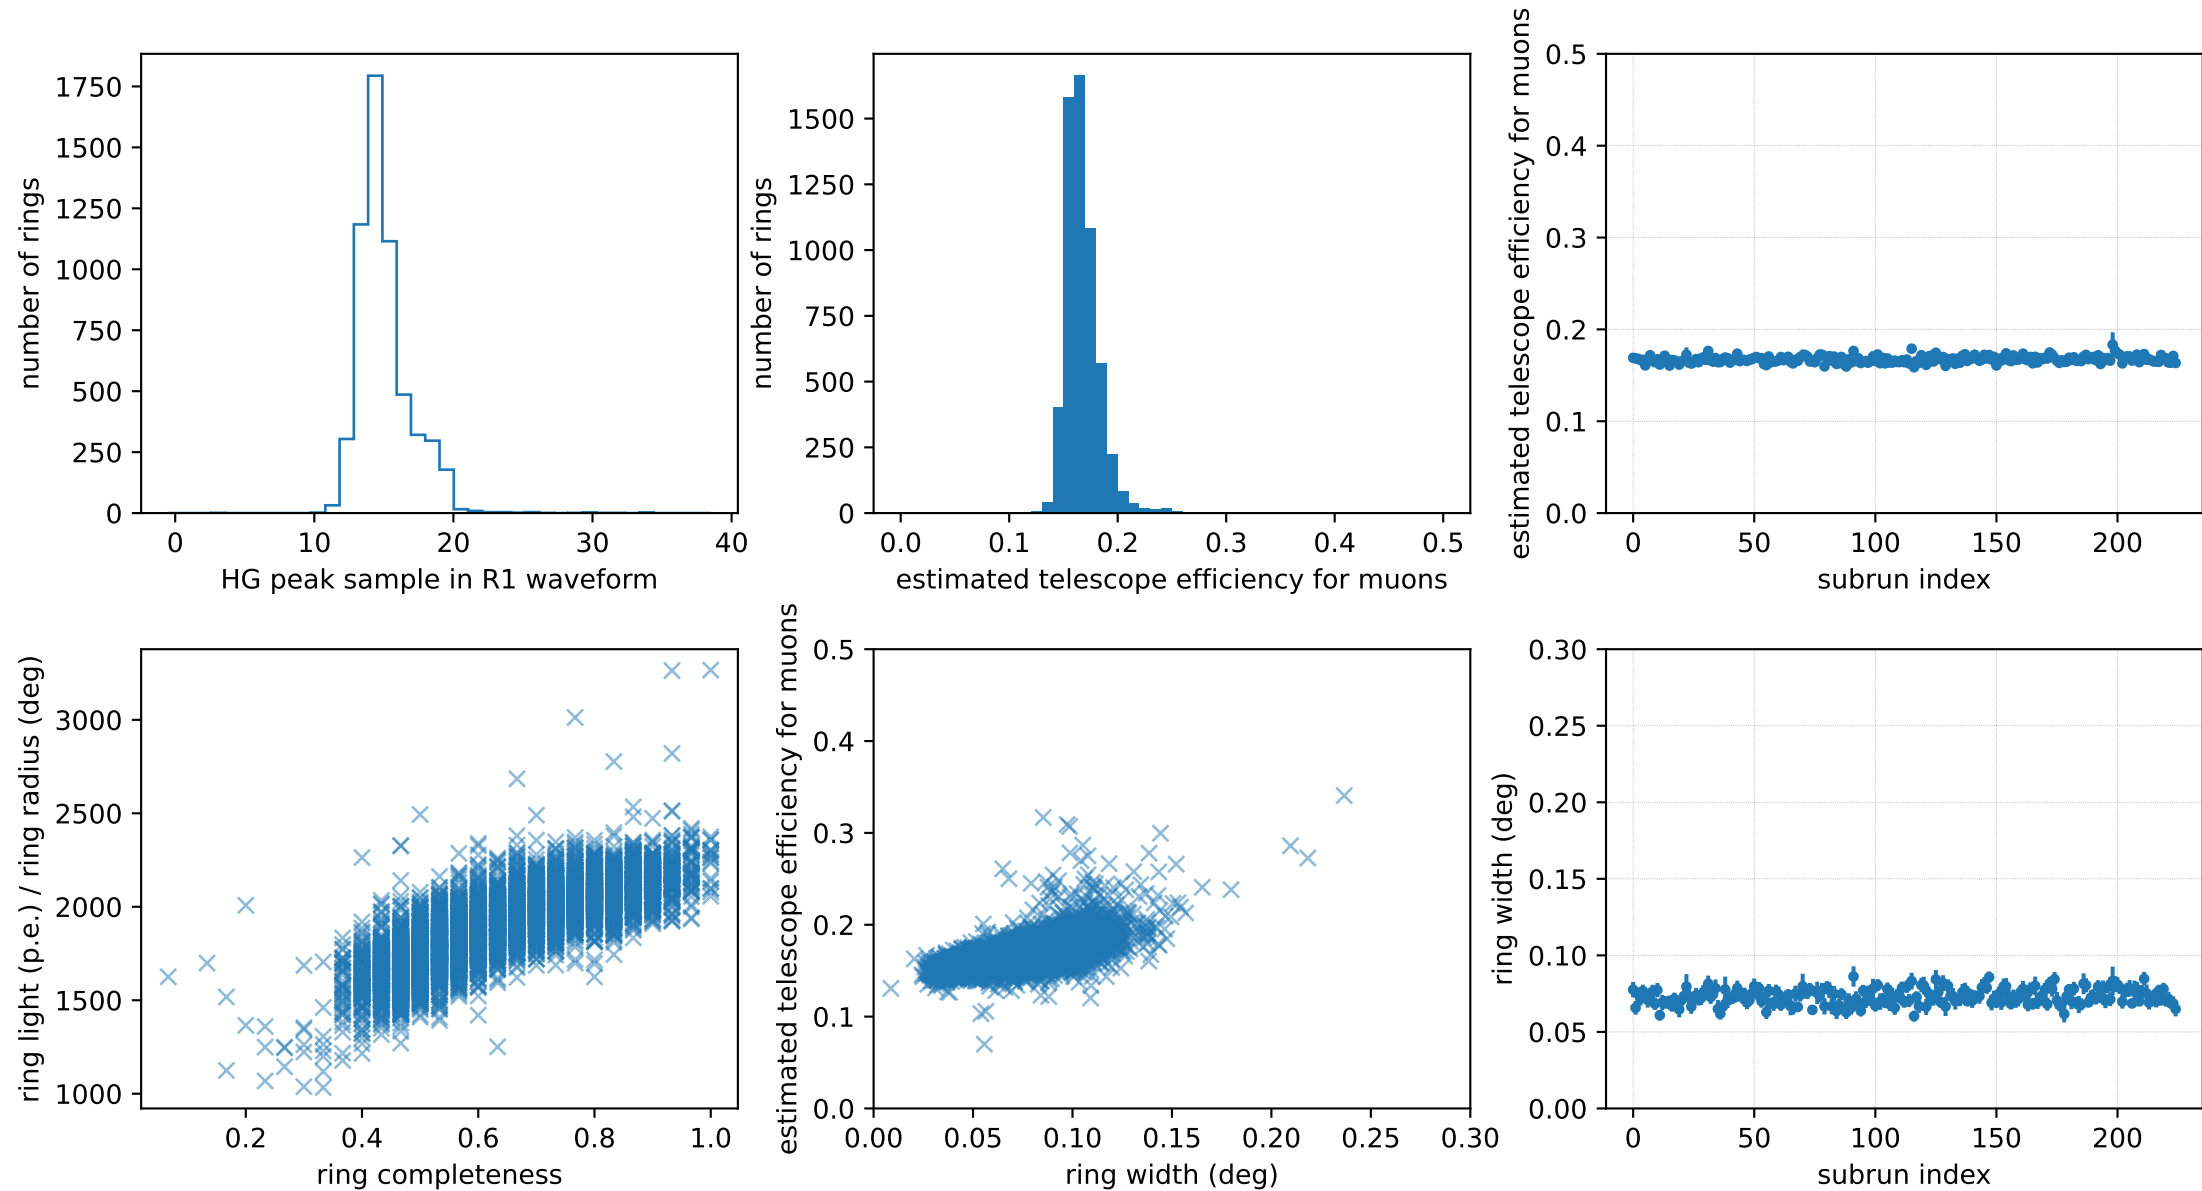 number of rings
1750
1500
1250
1000
750
500
250
0
0 10 20 30 40
HG peak sample in R1 waveform
number of rings
1500
1250
1000
750
500
250
0
0.0 0.1 0.2 0.3 0.4 0.5
estimated telescope efficiency for muons
estimated telescope efficiency for muons
0.5
0.4
0.3
0.2
0.1
0.0
0 50 100 150 200
subrun index
ring light (p.e.) / ring radius (deg)
3000
2500
2000
1500
1000
0.2 0.4 0.6 0.8 1.0
ring completeness
estimated telescope efficiency for muons
0.5
0.4
0.3
0.2
0.1
0.0
0.00 0.05 0.10 0.15 0.20 0.25 0.30
ring width (deg)
ring width (deg)
0.30
0.25
0.20
0.15
0.10
0.05
0.00
0 50 100 150 200
subrun index